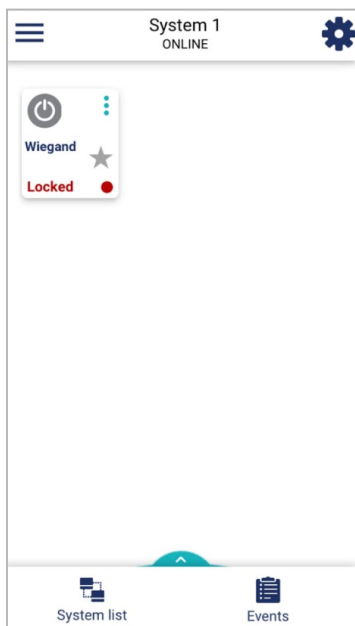 System 1
ONLINE
Wiegand
Locked
System list
Events